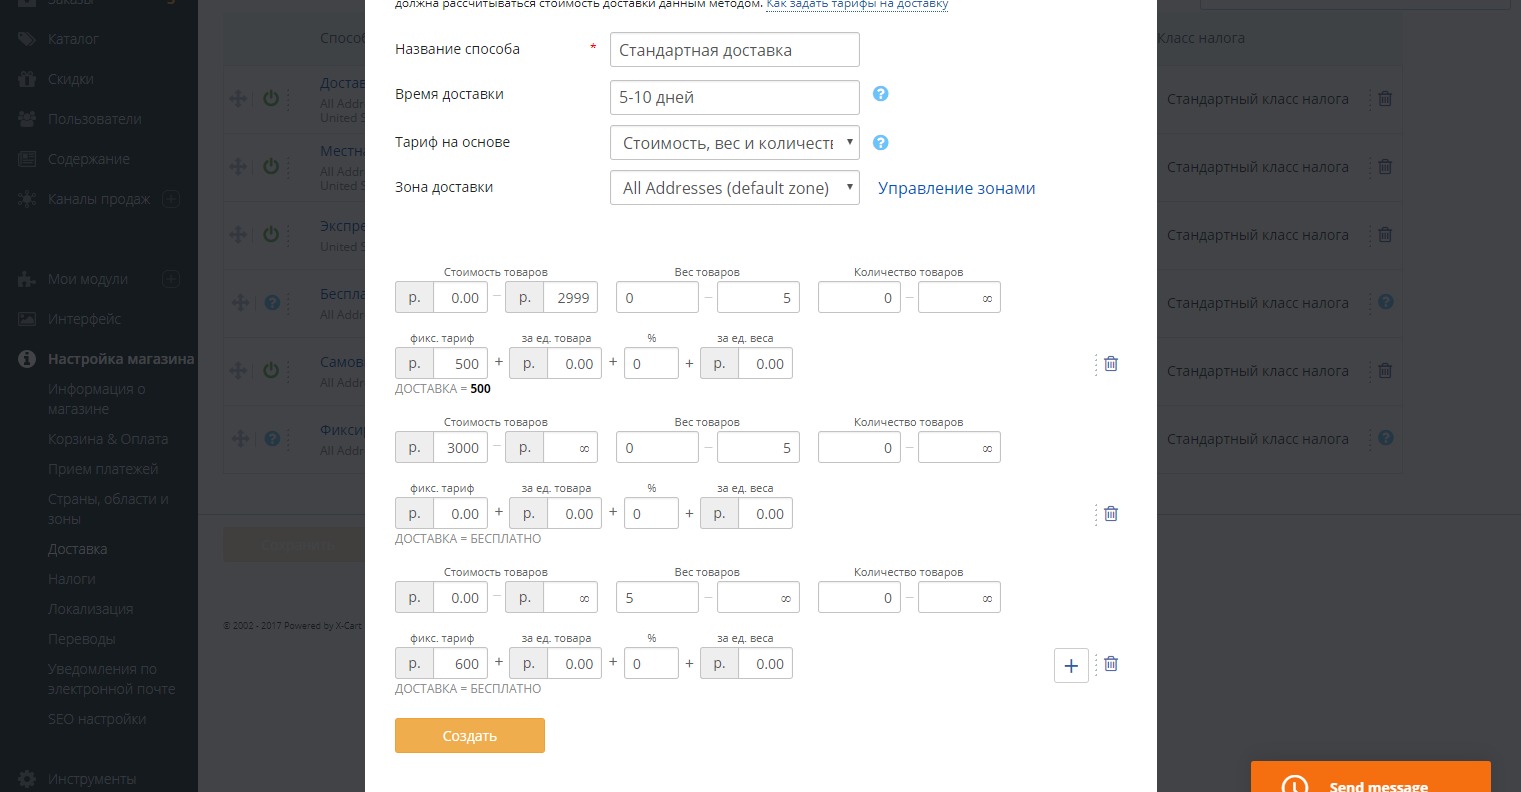 Заказы
Каталог
Скидки
Пользователи
Содержание
Каналы продаж
Мои модули
Интерфейс
Настройка магазина
Информация о
магазине
Корзина & Оплата
Прием платежей
Страны, области и
зоны
Доставка
Налоги
Локализация
Переводы
Уведомления по
электронной почте
SEO настройки
Инструменты
Класс налога
All Addr
United S
Стандартный класс налога
All Addr
United S
Стандартный класс налога
United S
Стандартный класс налога
All Addr
Стандартный класс налога
All Addr
Стандартный класс налога
All Addr
Стандартный класс налога
Сохранить
© 2002 - 2017 Powered by X-Cart
должна рассчитываться стоимость доставки данным методом. Как задать тарифы на доставку
Название способа * Стандартная доставка
Время доставки 5-10 дней ?
Тариф на основе Стоимость, вес и количест ?
Зона доставки All Addresses (default zone) Управление зонами
Стоимость товаров Вес товаров Количество товаров
р. 0.00 – р. 2999 0 – 5 0 – ∞
фикс. тариф за ед. товара % за ед. веса
р. 500 + р. 0.00 + 0 + р. 0.00
ДОСТАВКА = 500
Стоимость товаров Вес товаров Количество товаров
р. 3000 – р. ∞ 0 – 5 0 – ∞
фикс. тариф за ед. товара % за ед. веса
р. 0.00 + р. 0.00 + 0 + р. 0.00
ДОСТАВКА = БЕСПЛАТНО
Стоимость товаров Вес товаров Количество товаров
р. 0.00 – р. ∞ 5 – ∞ 0 – ∞
фикс. тариф за ед. товара % за ед. веса
р. 600 + р. 0.00 + 0 + р. 0.00 +
ДОСТАВКА = БЕСПЛАТНО
Создать
Send message